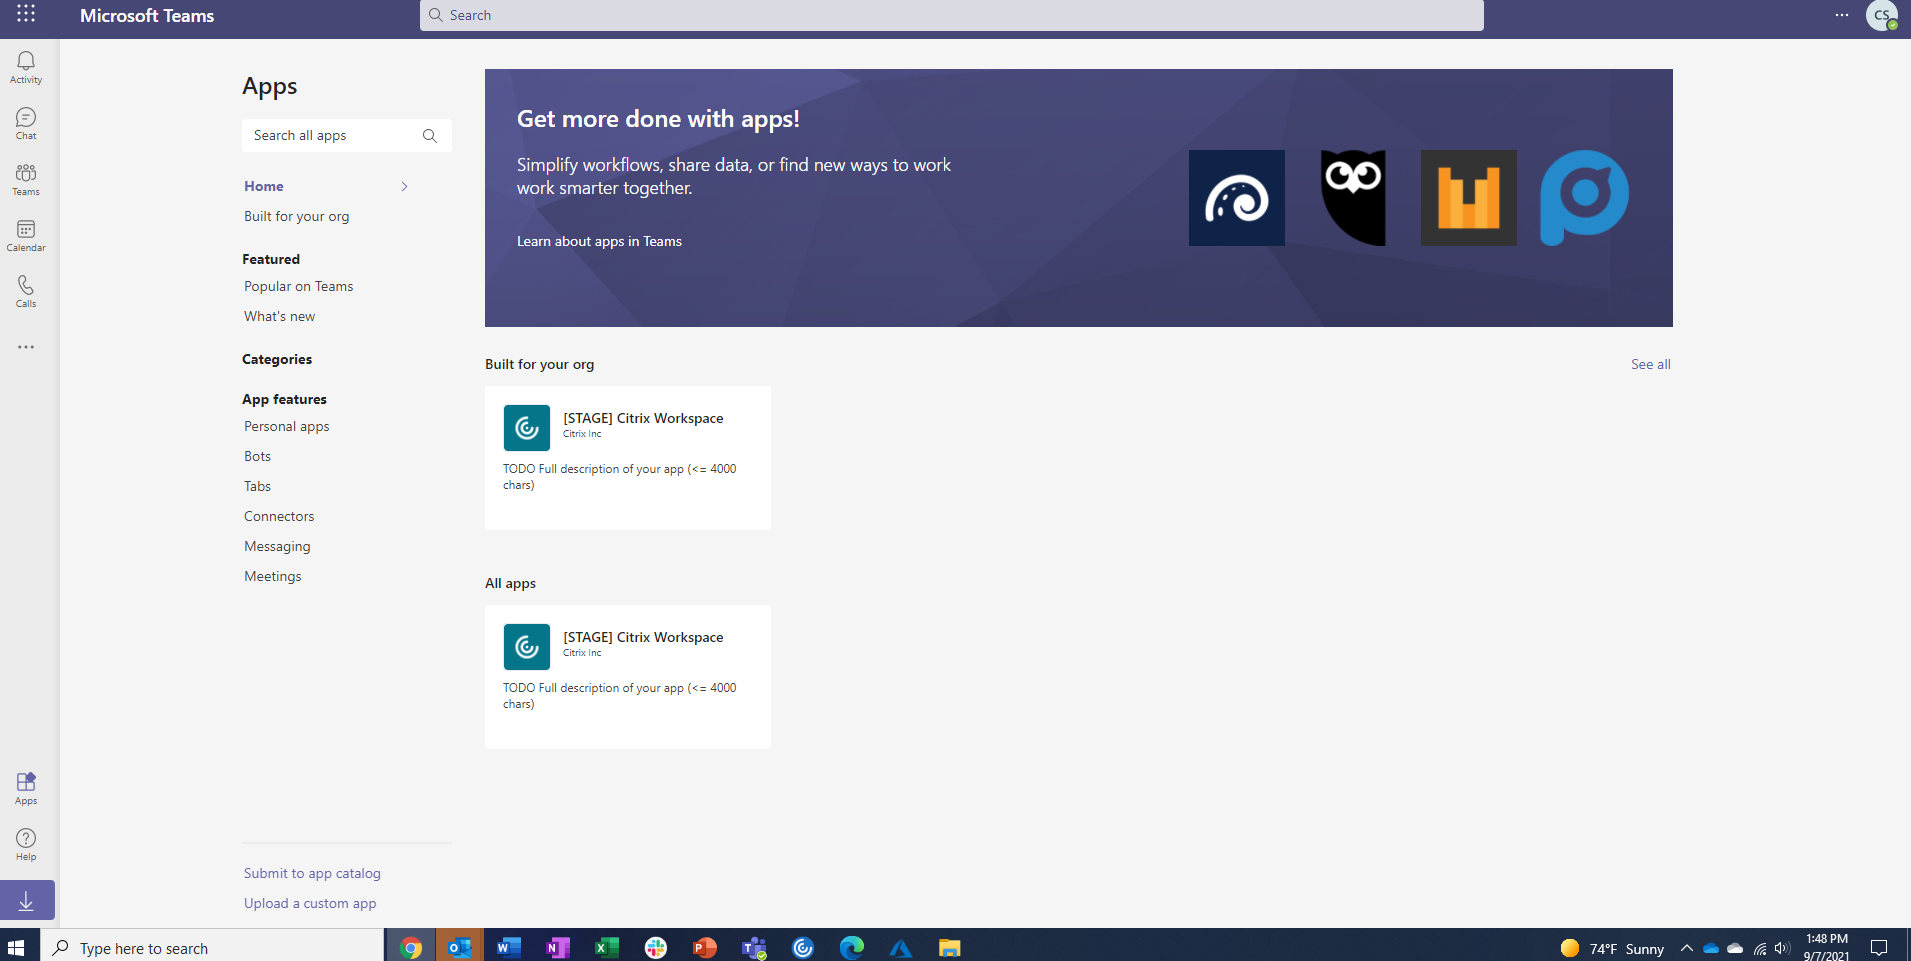 Microsoft Teams
Search
CS
Activity
Chat
Teams
Calendar
Calls
Apps
Help
Apps
Search all apps
Home
Built for your org
Featured
Popular on Teams
What's new
Categories
App features
Personal apps
Bots
Tabs
Connectors
Messaging
Meetings
Submit to app catalog
Upload a custom app
Get more done with apps!
Simplify workflows, share data, or find new ways to work
work smarter together.
Learn about apps in Teams
Built for your org
See all
[STAGE] Citrix Workspace
Citrix Inc
TODO Full description of your app (<= 4000
chars)
All apps
[STAGE] Citrix Workspace
Citrix Inc
TODO Full description of your app (<= 4000
chars)
Type here to search
74°F Sunny
1:48 PM
9/7/2021